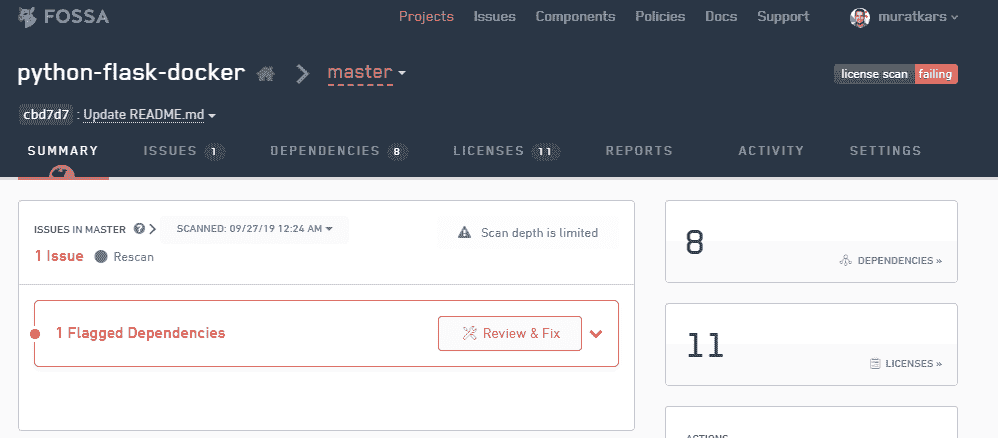 FOSSA
Projects Issues Components Policies Docs Support muratkars
python-flask-docker master
license scan failing
cbd7d7 : Update README.md
SUMMARY ISSUES 1 DEPENDENCIES 8 LICENSES 11 REPORTS ACTIVITY SETTINGS
ISSUES IN MASTER ? SCANNED: 09/27/19 12:24 AM
Scan depth is limited
1 Issue Rescan
1 Flagged Dependencies Review & Fix
8
DEPENDENCIES »
11
LICENSES »
ACTIONS